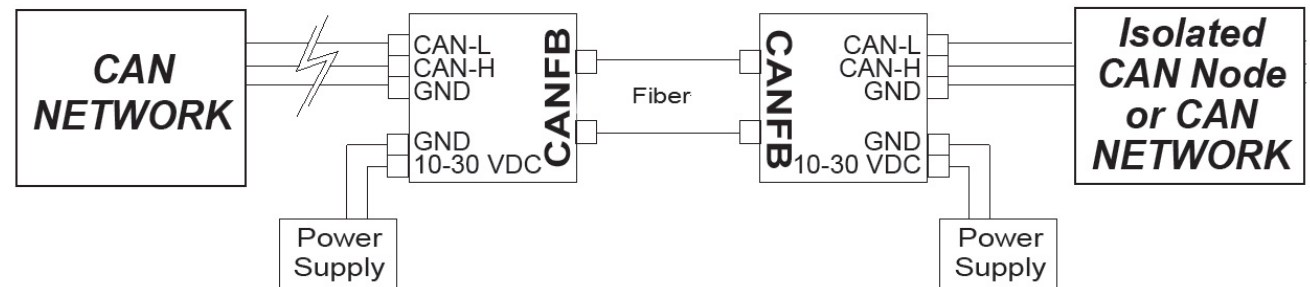 CAN
NETWORK
CAN-L
CAN-H
GND
GND
10-30 VDC
CANFB
Power
Supply
Fiber
CANFB
CAN-L
CAN-H
GND
GND
10-30 VDC
Power
Supply
Isolated
CAN Node
or CAN
NETWORK